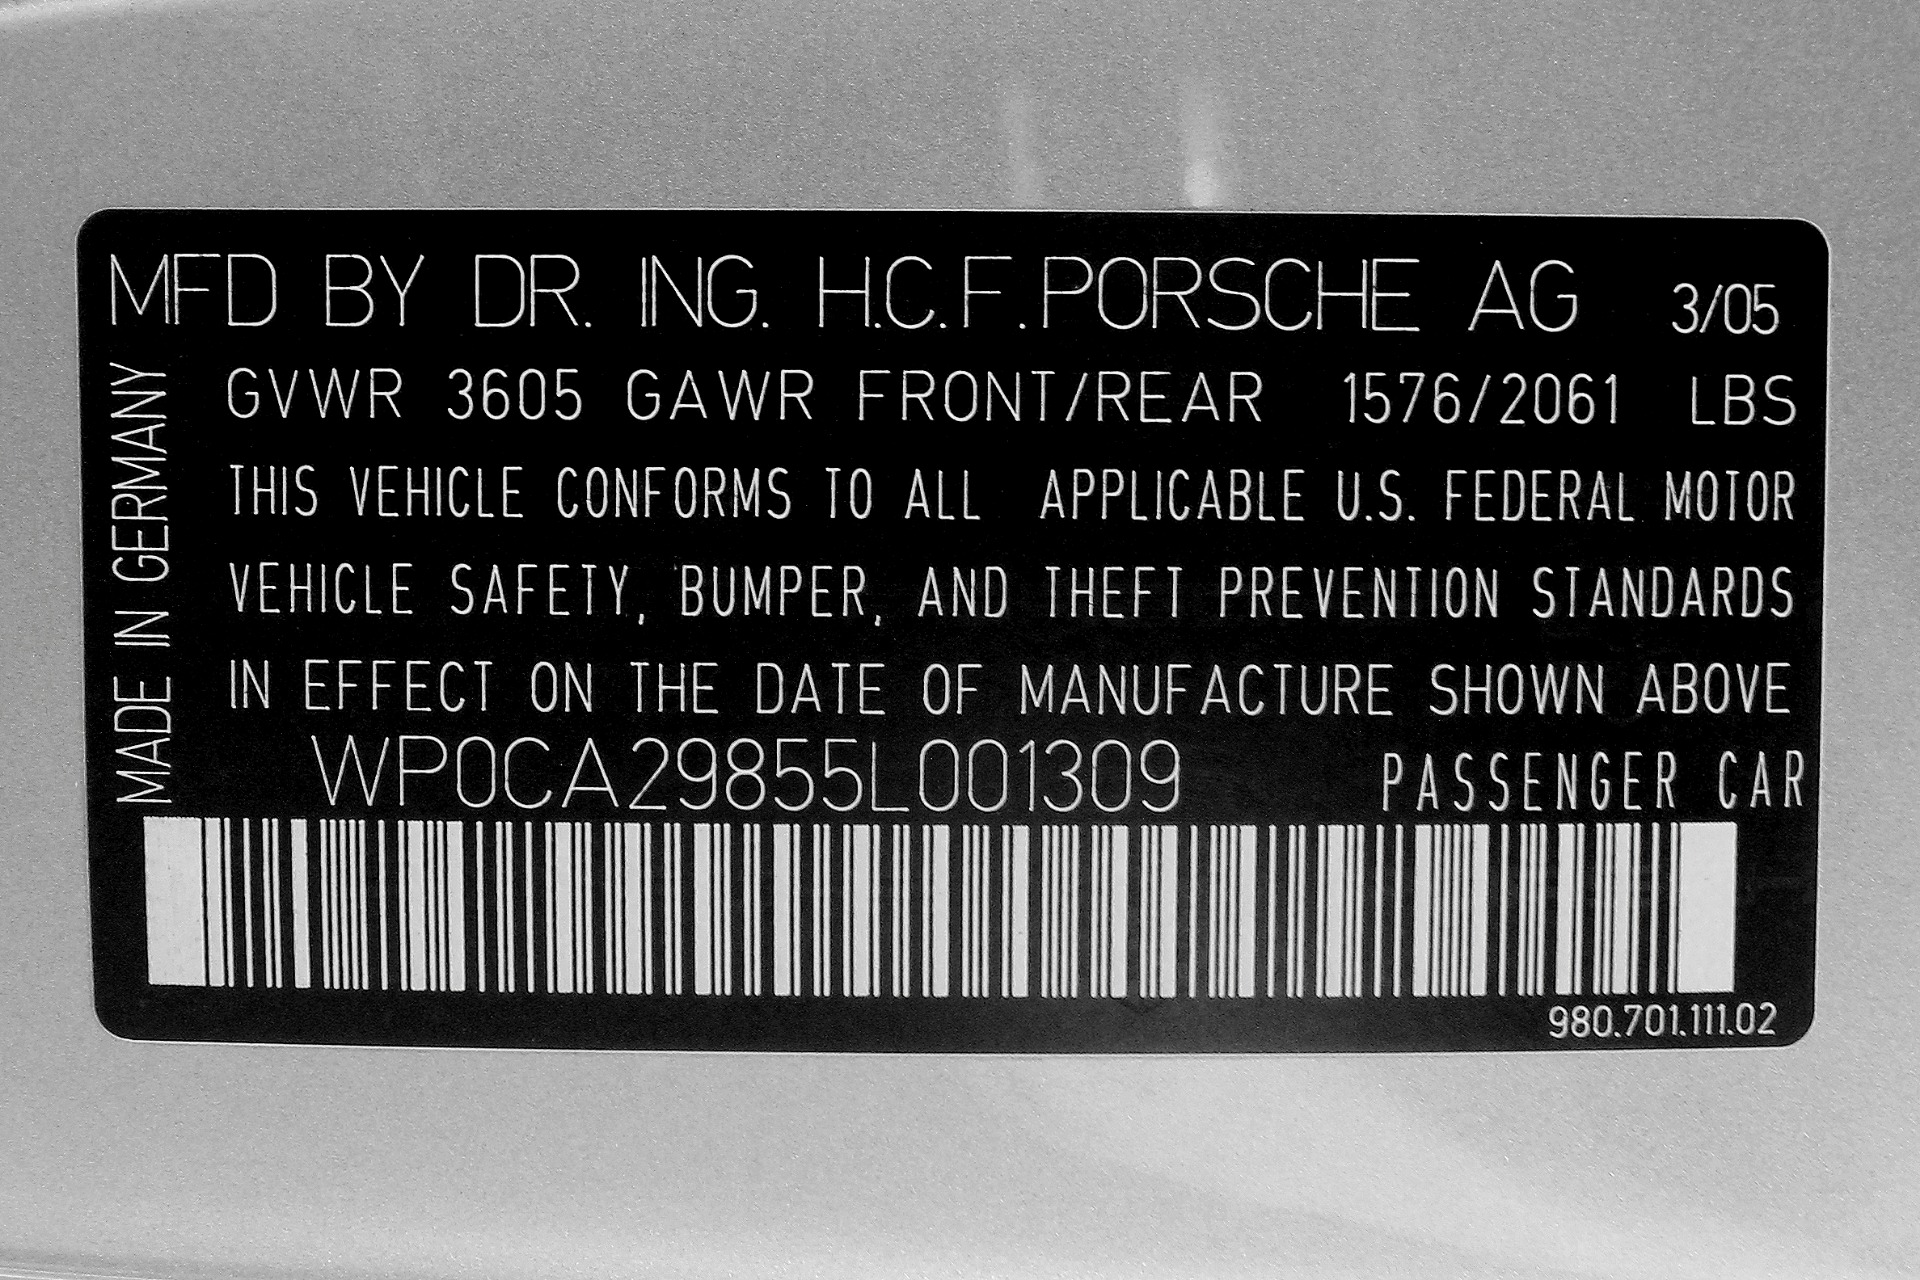 MFD BY DR. ING. H.C.F.PORSCHE AG 3/05
GVWR 3605 GAWR FRONT/REAR 1576/2061 LBS
THIS VEHICLE CONFORMS TO ALL APPLICABLE U.S. FEDERAL MOTOR
VEHICLE SAFETY, BUMPER, AND THEFT PREVENTION STANDARDS
IN EFFECT ON THE DATE OF MANUFACTURE SHOWN ABOVE
WP0CA29855L001309 PASSENGER CAR
MADE IN GERMANY
980.701.111.02